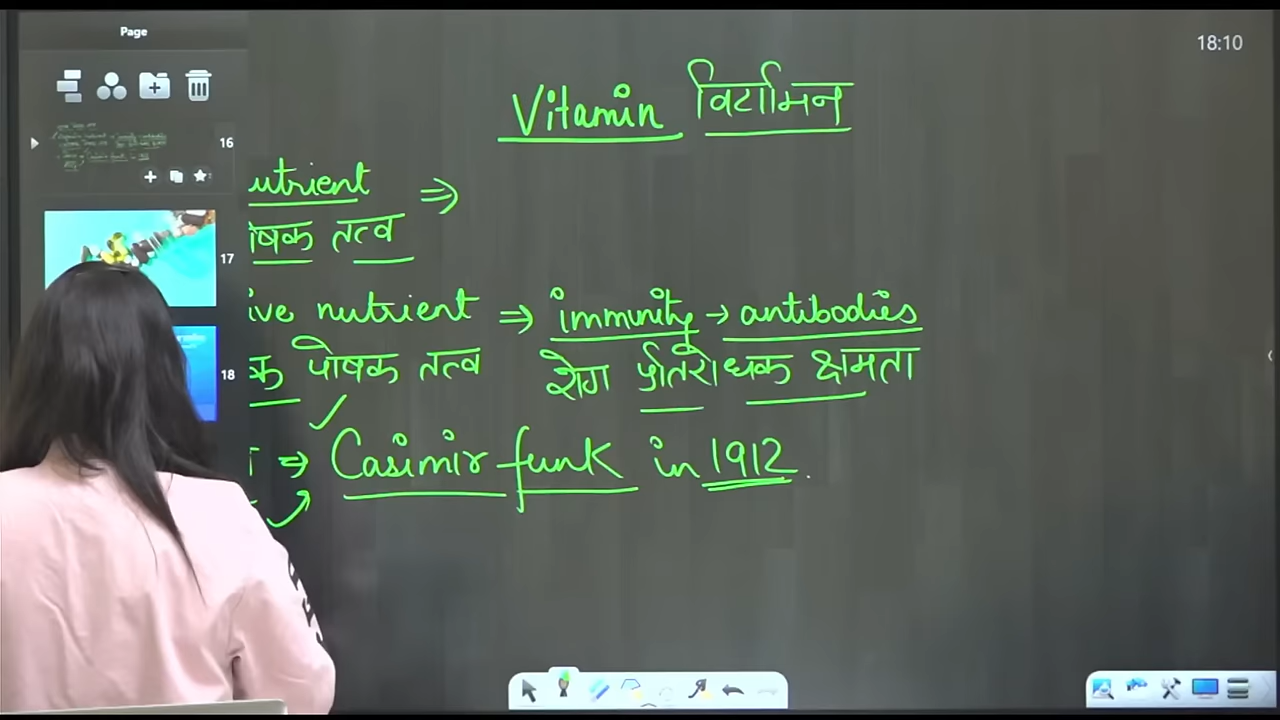 Page
18:10
Vitamin विटामिन
16
utrient ⇒
17
षक तत्व
ive nutrient ⇒ immunity → antibodies
18
क पोषक तत्व रोग प्रतिरोधक क्षमता
⇒ Casimir funk in 1912.